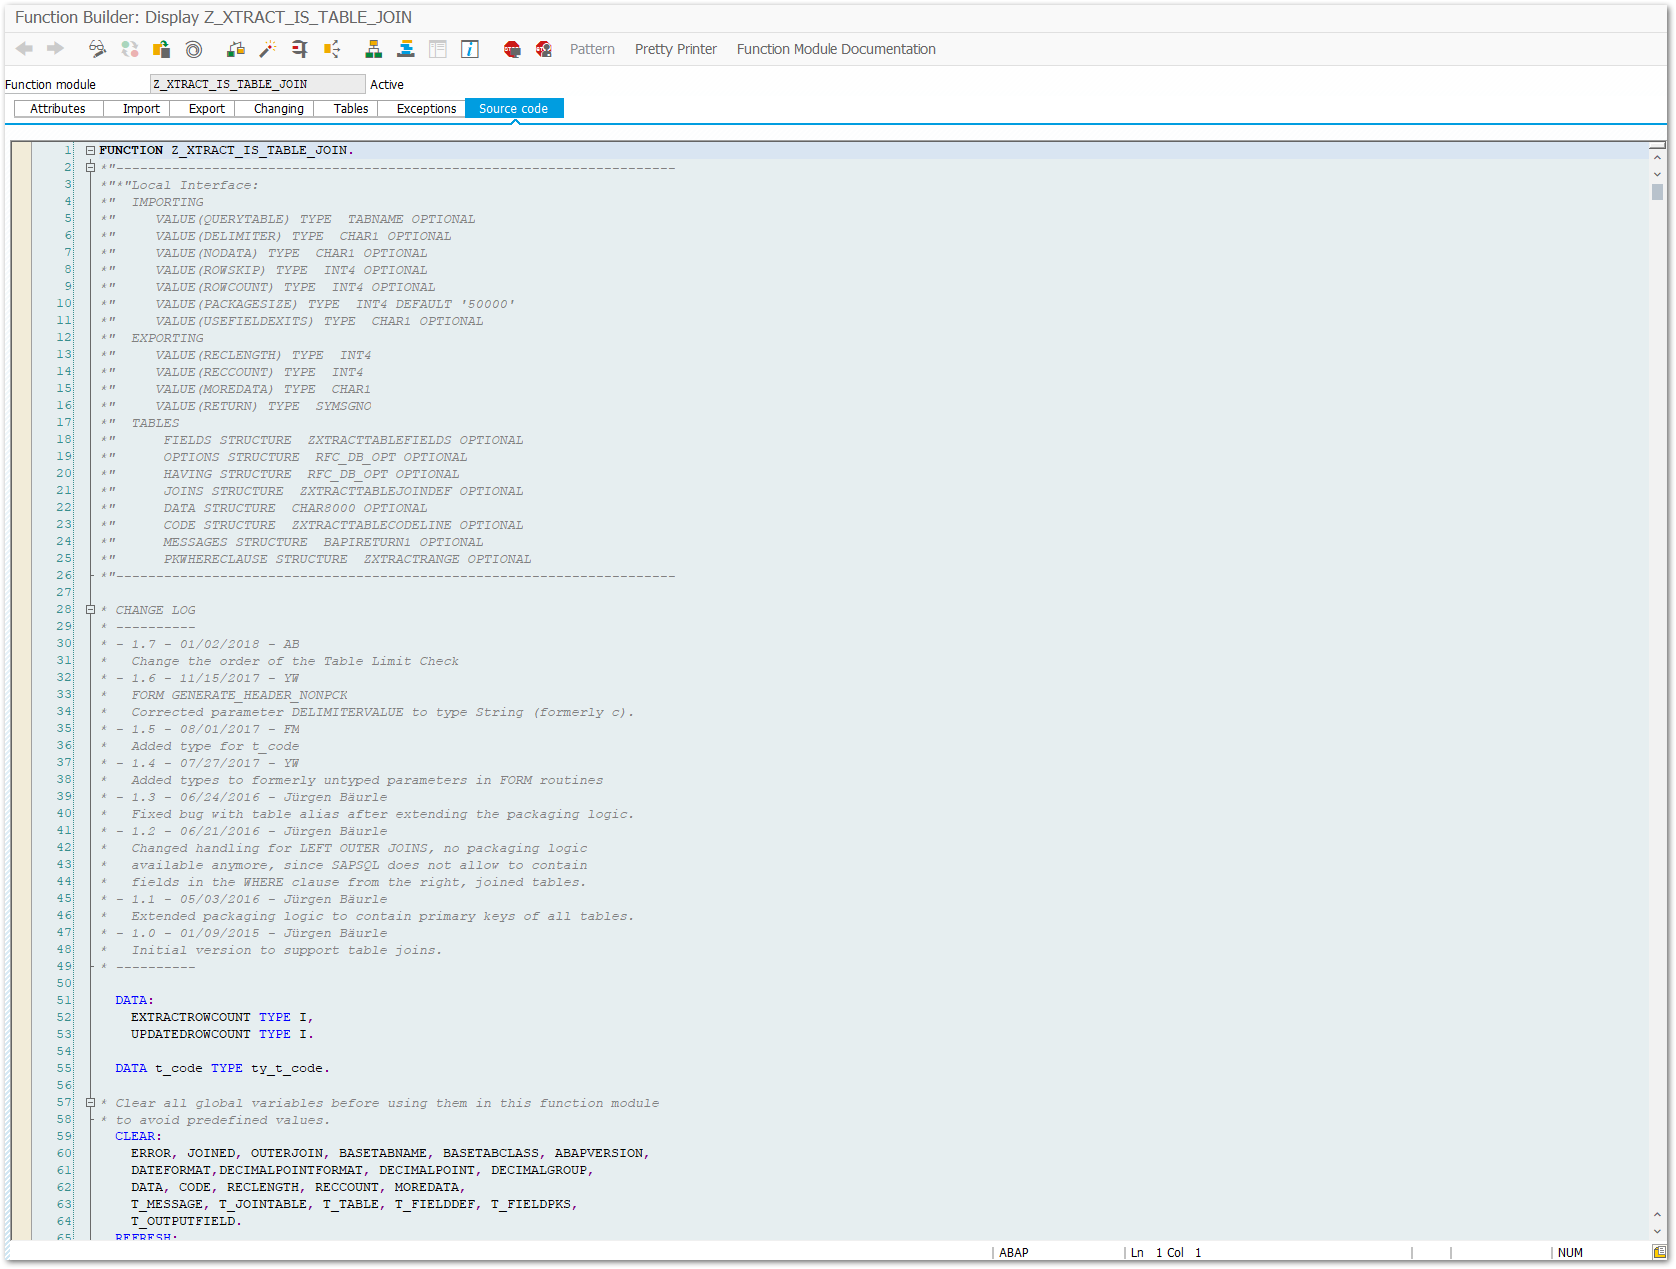 Function Builder: Display Z_XTRACT_IS_TABLE_JOIN
Pattern Pretty Printer Function Module Documentation
Function module Z_XTRACT_IS_TABLE_JOIN Active
Attributes Import Export Changing Tables Exceptions Source code
1 FUNCTION Z_XTRACT_IS_TABLE_JOIN.
2 *"----------------------------------------------------------------------
3 *"*"Local Interface:
4 *" IMPORTING
5 *" VALUE(QUERYTABLE) TYPE TABNAME OPTIONAL
6 *" VALUE(DELIMITER) TYPE CHAR1 OPTIONAL
7 *" VALUE(NODATA) TYPE CHAR1 OPTIONAL
8 *" VALUE(ROWSKIP) TYPE INT4 OPTIONAL
9 *" VALUE(ROWCOUNT) TYPE INT4 OPTIONAL
10 *" VALUE(PACKAGESIZE) TYPE INT4 DEFAULT '50000'
11 *" VALUE(USEFIELDEXITS) TYPE CHAR1 OPTIONAL
12 *" EXPORTING
13 *" VALUE(RECLENGTH) TYPE INT4
14 *" VALUE(RECCOUNT) TYPE INT4
15 *" VALUE(MOREDATA) TYPE CHAR1
16 *" VALUE(RETURN) TYPE SYMSGNO
17 *" TABLES
18 *" FIELDS STRUCTURE ZXTRACTTABLEFIELDS OPTIONAL
19 *" OPTIONS STRUCTURE RFC_DB_OPT OPTIONAL
20 *" HAVING STRUCTURE RFC_DB_OPT OPTIONAL
21 *" JOINS STRUCTURE ZXTRACTTABLEJOINDEF OPTIONAL
22 *" DATA STRUCTURE CHAR8000 OPTIONAL
23 *" CODE STRUCTURE ZXTRACTTABLECODELINE OPTIONAL
24 *" MESSAGES STRUCTURE BAPIRETURN1 OPTIONAL
25 *" PKWHERECLAUSE STRUCTURE ZXTRACTRANGE OPTIONAL
26 *"----------------------------------------------------------------------
27
28 * CHANGE LOG
29 * ----------
30 * - 1.7 - 01/02/2018 - AB
31 * Change the order of the Table Limit Check
32 * - 1.6 - 11/15/2017 - YW
33 * FORM GENERATE_HEADER_NONPCK
34 * Corrected parameter DELIMITERVALUE to type String (formerly c).
35 * - 1.5 - 08/01/2017 - FM
36 * Added type for t_code
37 * - 1.4 - 07/27/2017 - YW
38 * Added types to formerly untyped parameters in FORM routines
39 * - 1.3 - 06/24/2016 - Jürgen Bäurle
40 * Fixed bug with table alias after extending the packaging logic.
41 * - 1.2 - 06/21/2016 - Jürgen Bäurle
42 * Changed handling for LEFT OUTER JOINS, no packaging logic
43 * available anymore, since SAPSQL does not allow to contain
44 * fields in the WHERE clause from the right, joined tables.
45 * - 1.1 - 05/03/2016 - Jürgen Bäurle
46 * Extended packaging logic to contain primary keys of all tables.
47 * - 1.0 - 01/09/2015 - Jürgen Bäurle
48 * Initial version to support table joins.
49 * ----------
50
51 DATA:
52 EXTRACTROWCOUNT TYPE I,
53 UPDATEDROWCOUNT TYPE I.
54
55 DATA t_code TYPE ty_t_code.
56
57 * Clear all global variables before using them in this function module
58 * to avoid predefined values.
59 CLEAR:
60 ERROR, JOINED, OUTERJOIN, BASETABNAME, BASETABCLASS, ABAPVERSION,
61 DATEFORMAT,DECIMALPOINTFORMAT, DECIMALPOINT, DECIMALGROUP,
62 DATA, CODE, RECLENGTH, RECCOUNT, MOREDATA,
63 T_MESSAGE, T_JOINTABLE, T_TABLE, T_FIELDDEF, T_FIELDPKS,
64 T_OUTPUTFIELD.
65 REFRESH:
ABAP Ln 1 Col 1 NUM